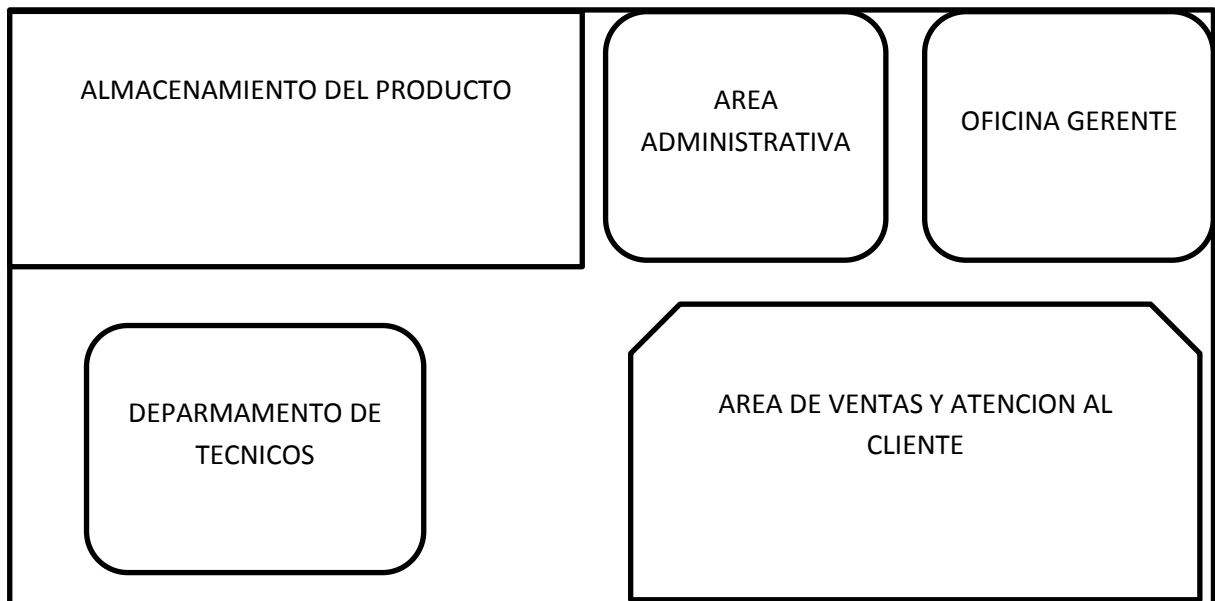 ALMACENAMIENTO DEL PRODUCTO
AREA
ADMINISTRATIVA
OFICINA GERENTE
DEPARMAMENTO DE
TECNICOS
AREA DE VENTAS Y ATENCION AL
CLIENTE